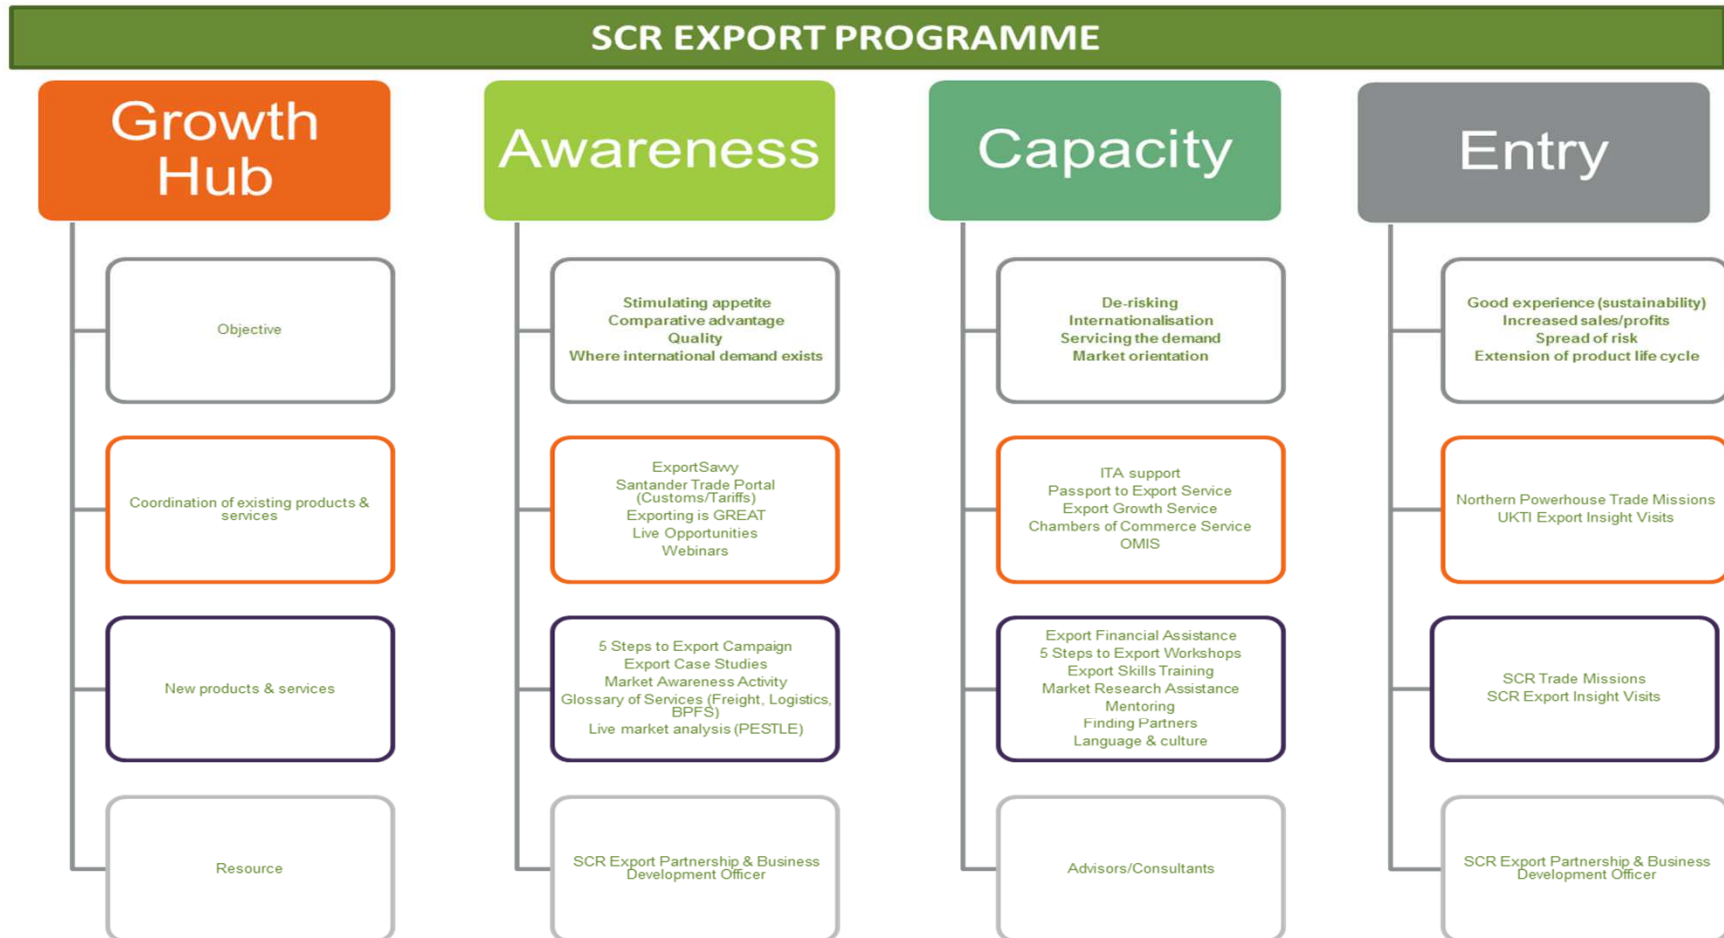 SCR EXPORT PROGRAMME
Growth
Hub
Objective
Coordination of existing products &
services
New products & services
Resource
Awareness
Stimulating appetite
Comparative advantage
Quality
Where international demand exists
ExportSavvy
Santander Trade Portal
(Customs/Tariffs)
Exporting is GREAT
Live Opportunities
Webinars
5 Steps to Export Campaign
Export Case Studies
Market Awareness Activity
Glossary of Services (Freight, Logistics,
BPFS)
Live market analysis (PESTLE)
SCR Export Partnership & Business
Development Officer
Capacity
De-risking
Internationalisation
Servicing the demand
Market orientation
ITA support
Passport to Export Service
Export Growth Service
Chambers of Commerce Service
OMIS
Export Financial Assistance
5 Steps to Export Workshops
Export Skills Training
Market Research Assistance
Mentoring
Finding Partners
Language & culture
Advisors/Consultants
Entry
Good experience (sustainability)
Increased sales/profits
Spread of risk
Extension of product life cycle
Northern Powerhouse Trade Missions
UKTI Export Insight Visits
SCR Trade Missions
SCR Export Insight Visits
SCR Export Partnership & Business
Development Officer